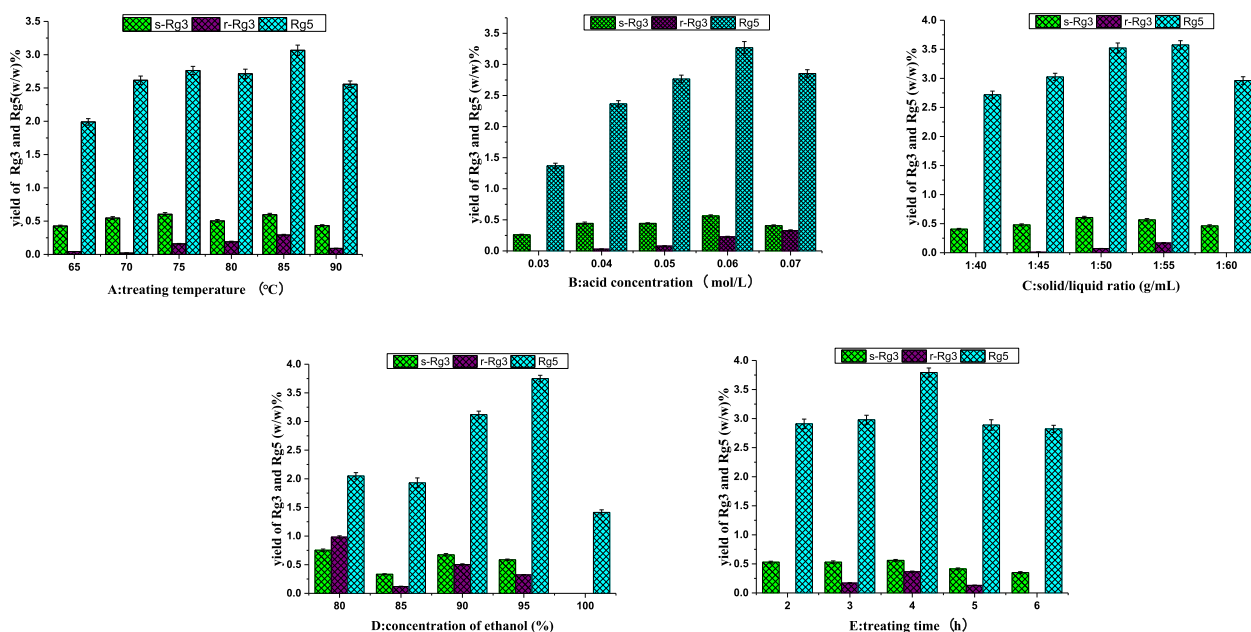 s-Rg3 r-Rg3 Rg5
yield of Rg3 and Rg5(w/w)%
3.5
3.0
2.5
2.0
1.5
1.0
0.5
0.0
65 70 75 80 85 90
A:treating temperature （°C）
s-Rg3 r-Rg3 Rg5
yield of Rg3 and Rg5 (w/w)%
3.5
3.0
2.5
2.0
1.5
1.0
0.5
0.0
0.03 0.04 0.05 0.06 0.07
B:acid concentration（ mol/L）
s-Rg3 r-Rg3 Rg5
yield of Rg3 and Rg5 (w/w)%
4.0
3.5
3.0
2.5
2.0
1.5
1.0
0.5
0.0
1:40 1:45 1:50 1:55 1:60
C:solid/liquid ratio (g/mL)
s-Rg3 r-Rg3 Rg5
yield of Rg3 and Rg5 (w/w)%
4.0
3.5
3.0
2.5
2.0
1.5
1.0
0.5
0.0
80 85 90 95 100
D:concentration of ethanol (%)
s-Rg3 r-Rg3 Rg5
yield of Rg3 and Rg5 (w/w)%
4.0
3.5
3.0
2.5
2.0
1.5
1.0
0.5
0.0
2 3 4 5 6
E:treating time（h）